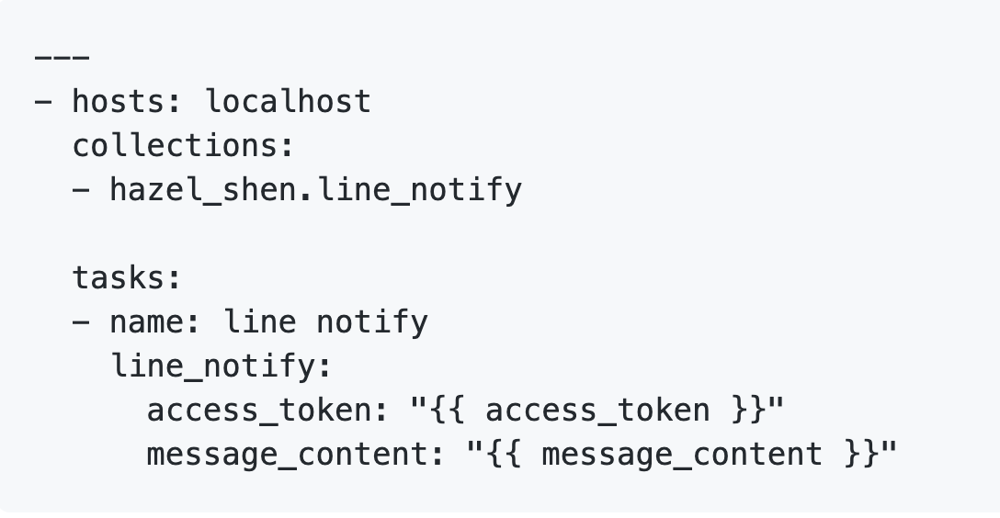 ---
- hosts: localhost
  collections:
  - hazel_shen.line_notify

  tasks:
  - name: line notify
    line_notify:
      access_token: "{{ access_token }}"
      message_content: "{{ message_content }}"